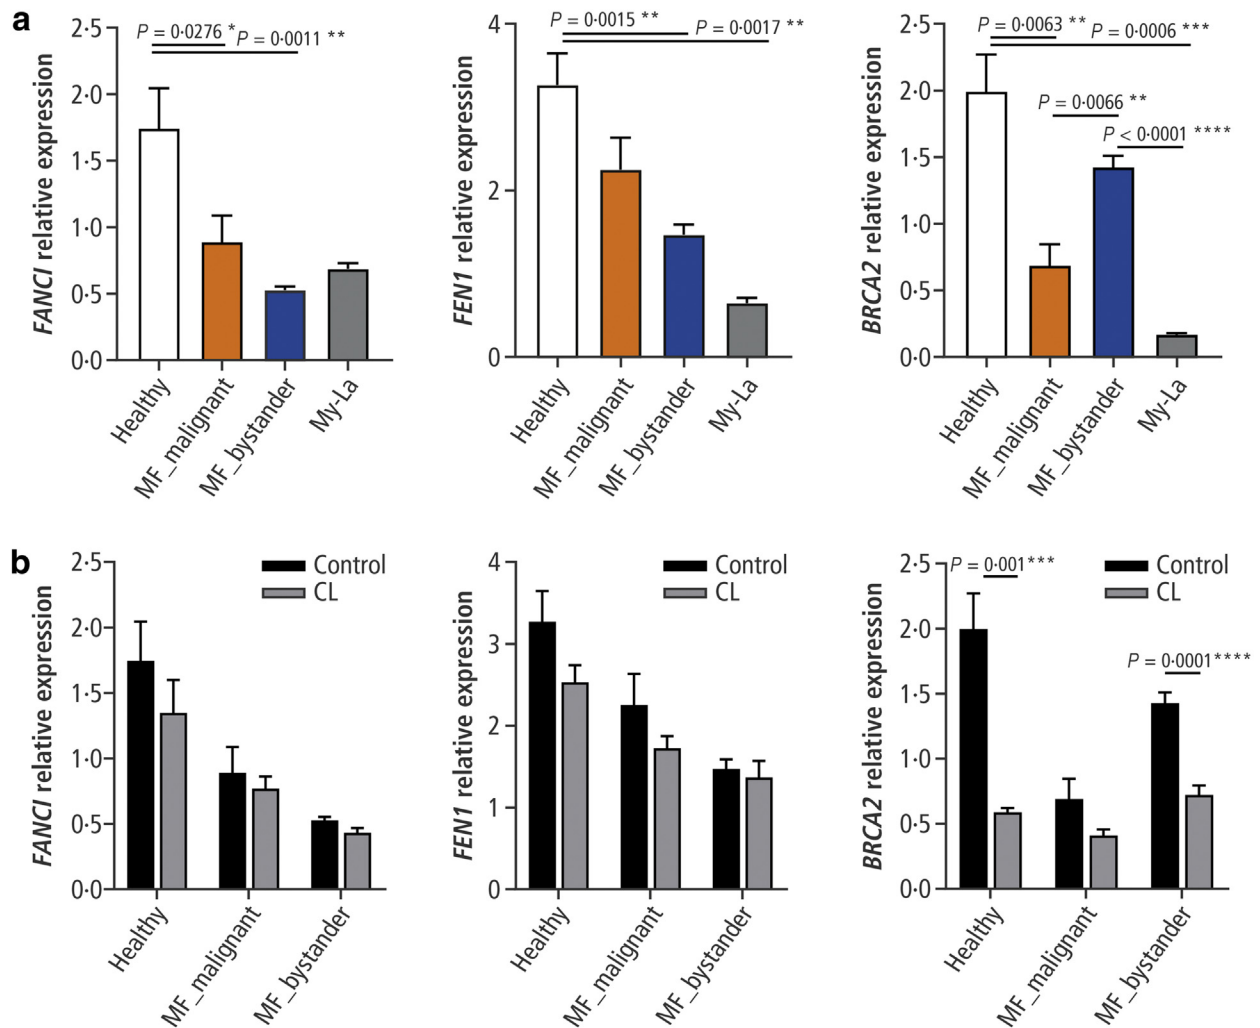 a
FANCI relative expression
2·5
2·0
1·5
1·0
0·5
0·0
P = 0·0276 *
P = 0·0011 **
Healthy
MF_malignant
MF_bystander
My-La
FEN1 relative expression
4
3
2
1
0
P = 0·0015 **
P = 0·0017 **
Healthy
MF_malignant
MF_bystander
My-La
BRCA2 relative expression
2·5
2·0
1·5
1·0
0·5
0·0
P = 0·0063 **
P = 0·0006 ***
P = 0·0066 **
P < 0·0001 ****
Healthy
MF_malignant
MF_bystander
My-La
b
FANCI relative expression
2·5
2·0
1·5
1·0
0·5
0·0
Control
CL
Healthy
MF_malignant
MF_bystander
FEN1 relative expression
4
3
2
1
0
Control
CL
Healthy
MF_malignant
MF_bystander
BRCA2 relative expression
2·5
2·0
1·5
1·0
0·5
0·0
P = 0·001***
Control
CL
P = 0·0001****
Healthy
MF_malignant
MF_bystander